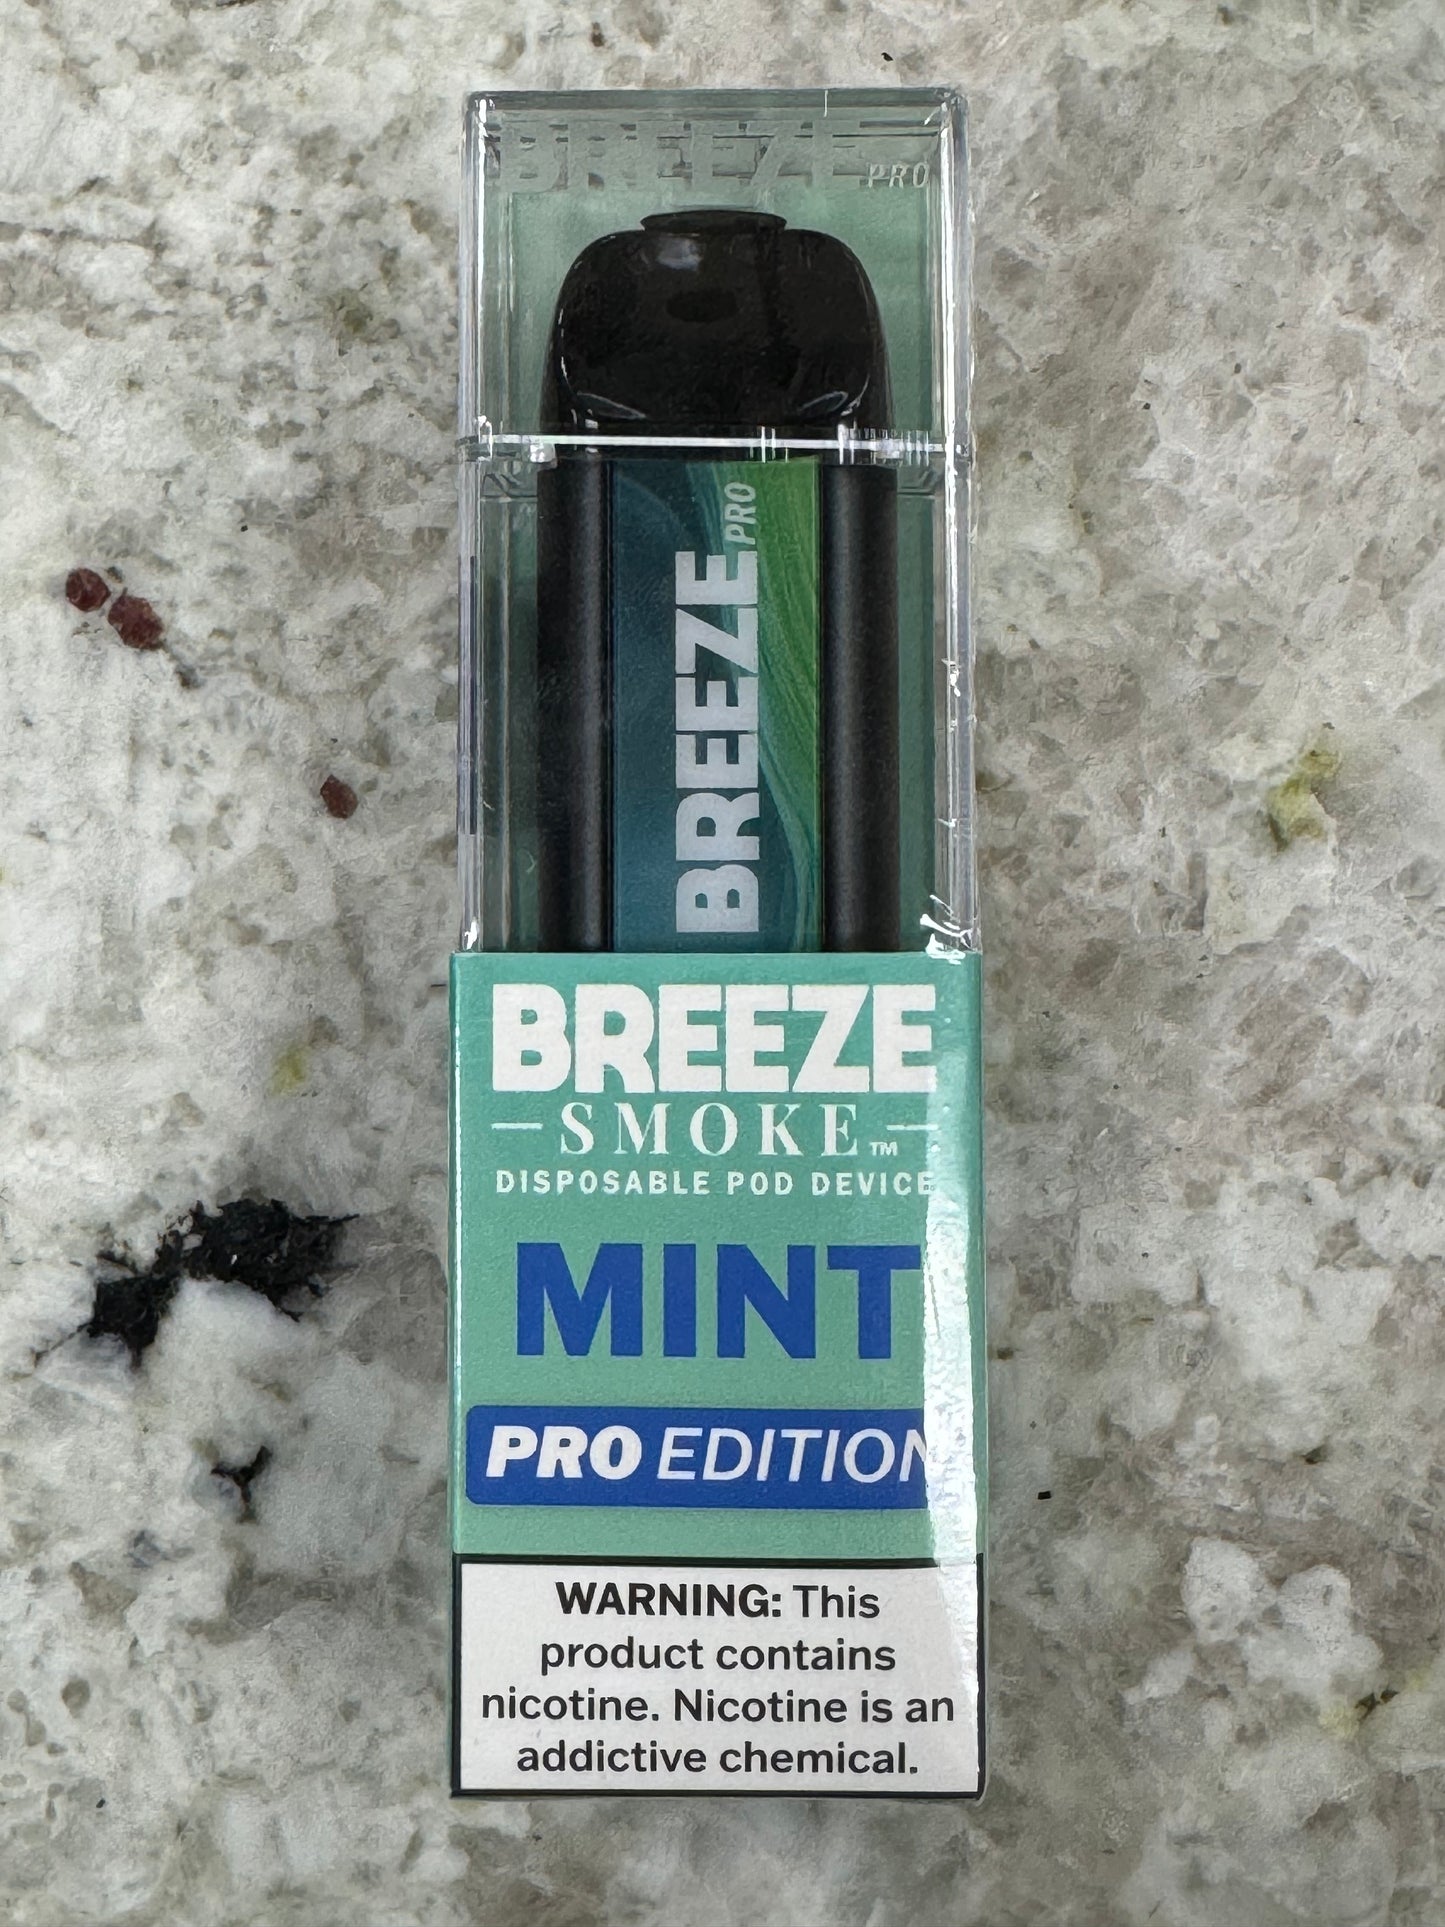 BREEZE PRO
BREEZE PRO
BREEZE
SMOKE™
DISPOSABLE POD DEVICE
MINT
PRO EDITION
WARNING: This
product contains
nicotine. Nicotine is an
addictive chemical.